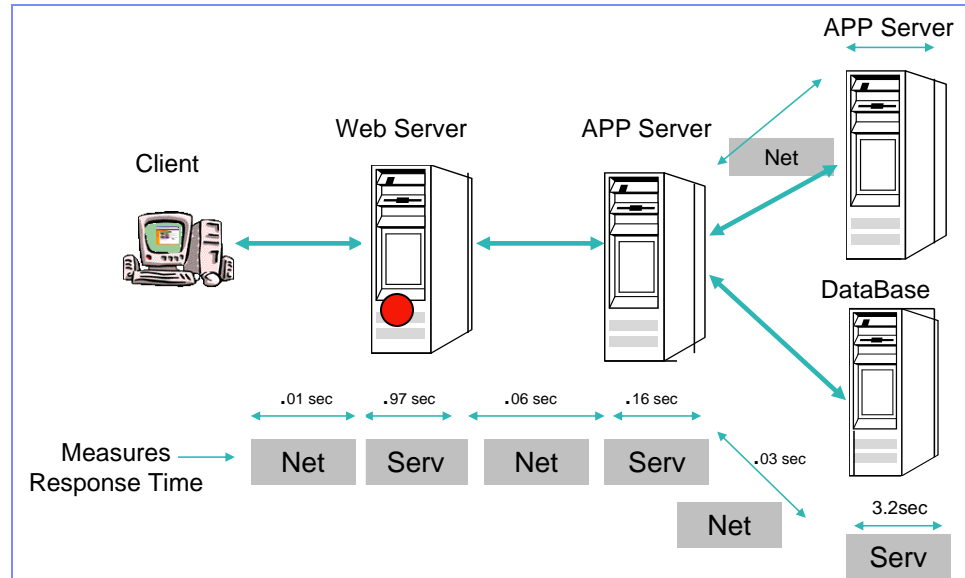 APP Server
Web Server
APP Server
Client
Net
DataBase
.01 sec
.97 sec
.06 sec
.16 sec
Measures
Response Time
Net
Serv
Net
Serv
.03 sec
Net
3.2sec
Serv